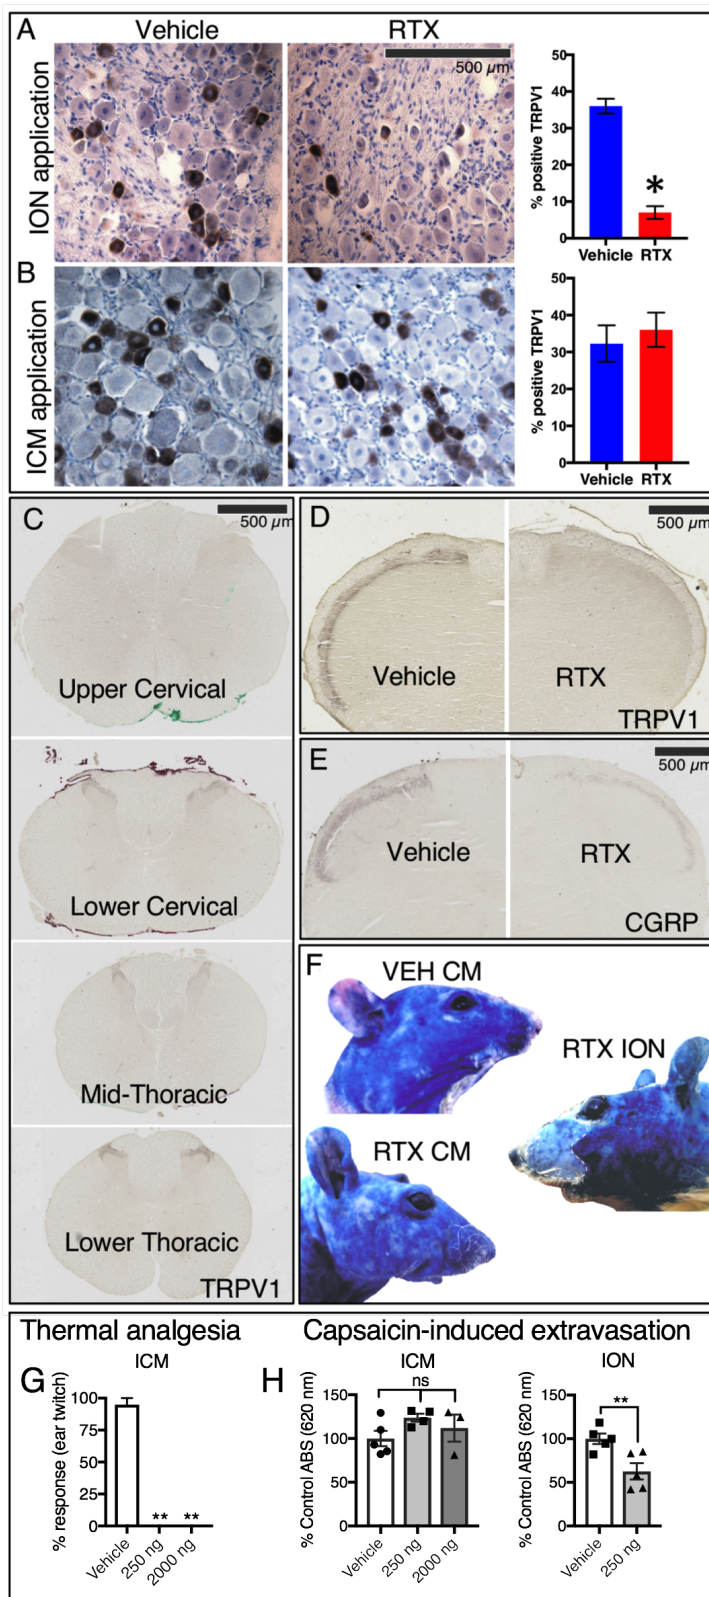 A
Vehicle
RTX
ION application
500 µm
% positive TRPV1
50
40
30
20
10
0
*
Vehicle RTX
B
ICM application
% positive TRPV1
50
40
30
20
10
0
Vehicle RTX
C
500 µm
Upper Cervical
Lower Cervical
Mid-Thoracic
Lower Thoracic
TRPV1
D
500 µm
Vehicle
RTX
TRPV1
E
500 µm
Vehicle
RTX
CGRP
F
VEH CM
RTX ION
RTX CM
Thermal analgesia
ICM
G
% response (ear twitch)
100
75
50
25
0
** **
Vehicle
250 ng
2000 ng
Capsaicin-induced extravasation
H
ICM
% Control ABS (620 nm)
150
100
50
0
ns
Vehicle
250 ng
2000 ng
ION
% Control ABS (620 nm)
150
100
50
0
**
Vehicle
250 ng